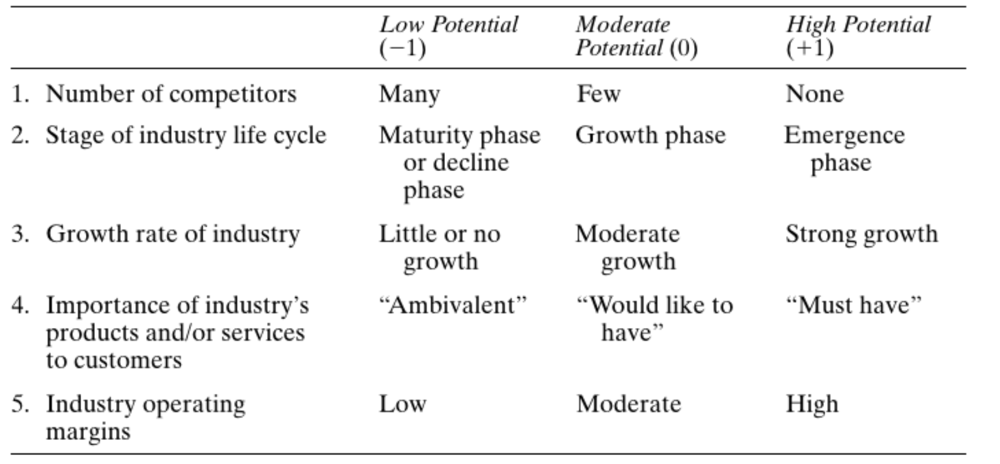 Low Potential Moderate High Potential
(−1) Potential (0) (+1)
1. Number of competitors Many Few None
2. Stage of industry life cycle Maturity phase Growth phase Emergence
or decline phase
phase
3. Growth rate of industry Little or no Moderate Strong growth
growth growth
4. Importance of industry’s “Ambivalent” “Would like to “Must have”
products and/or services have”
to customers
5. Industry operating Low Moderate High
margins